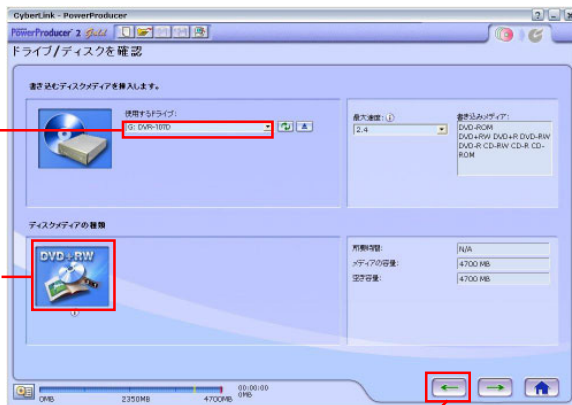 CyberLink - PowerProducer
PowerProducer 2 Gold
ドライブ/ディスクを確認
書き込むディスクメディアを挿入します。
使用するドライブ:
G: DVR-107D
最大速度:
2.4
書き込みメディア:
DVD-ROM
DVD+RW DVD+R DVD-RW
DVD-R CD-RW CD-R CD-
ROM
ディスクメディアの種類
DVD+RW
所要時間:
N/A
メディアの容量:
4700 MB
空き容量:
4700 MB
00:00:00
0MB
0MB
2350MB
4700MB